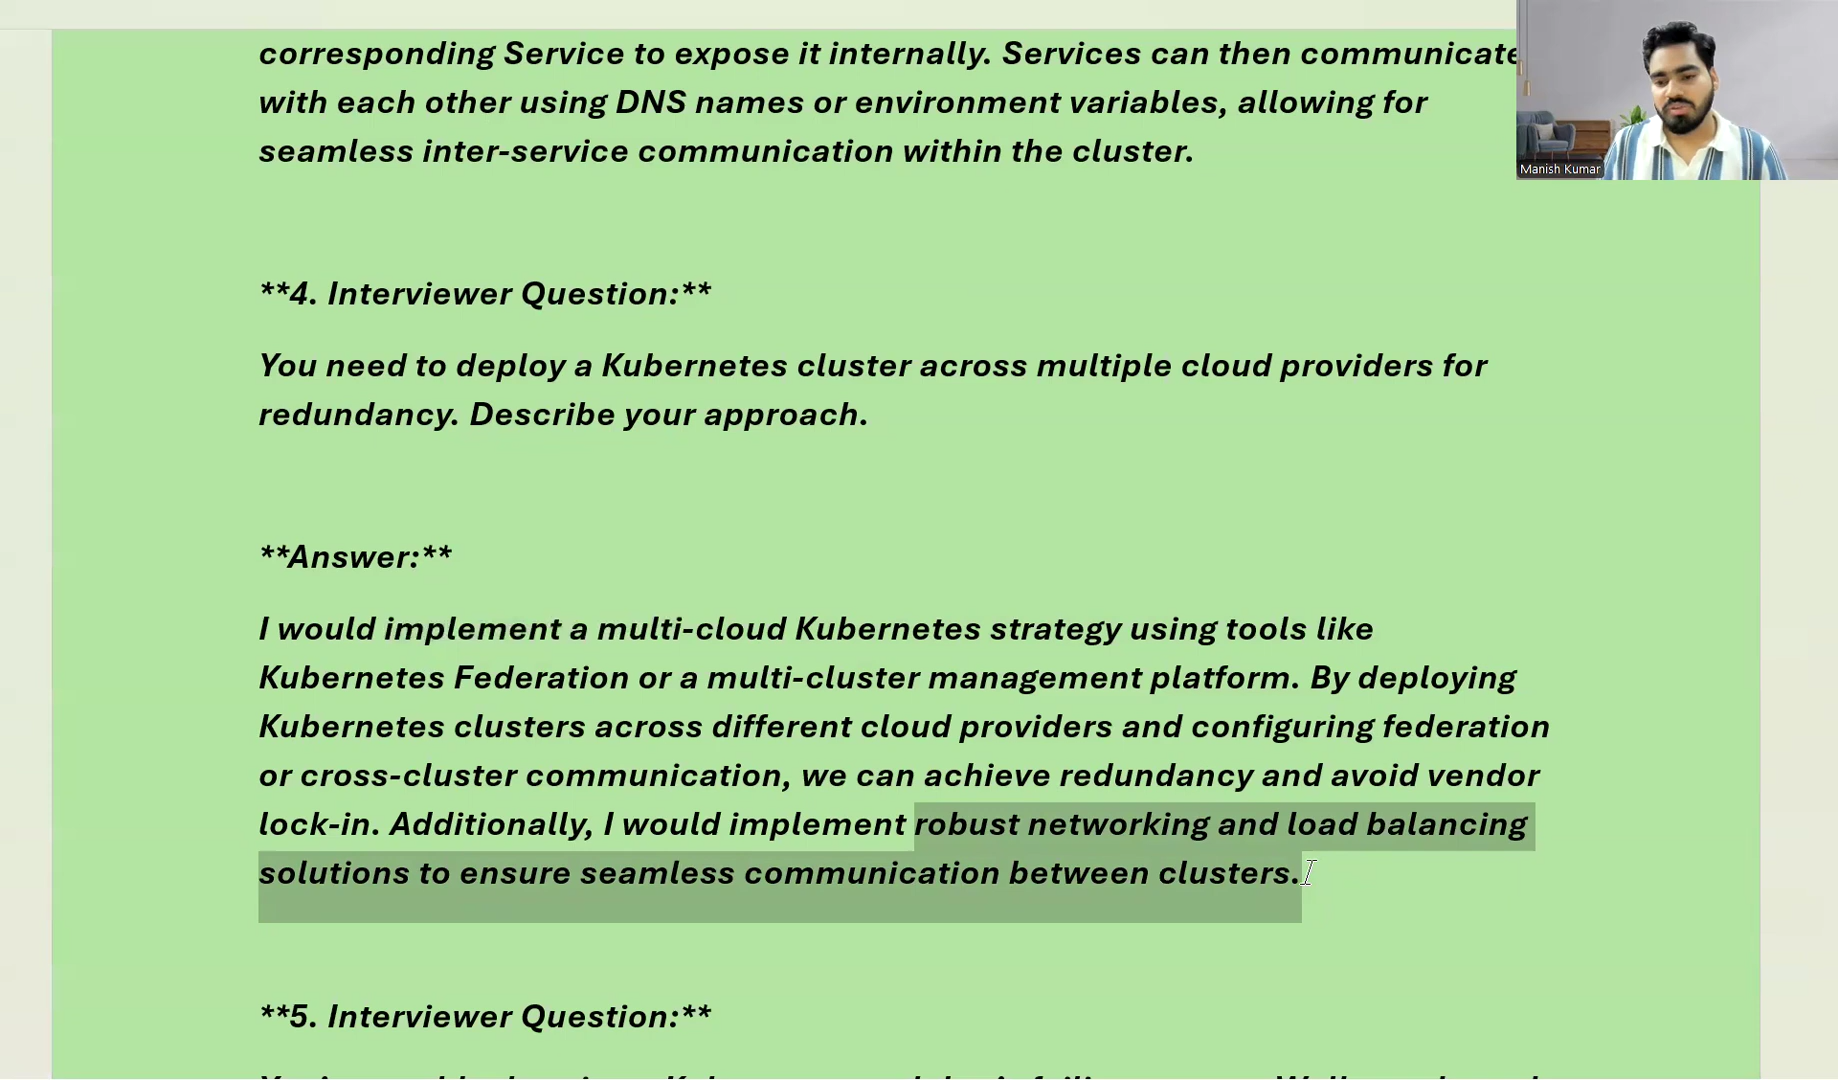 corresponding Service to expose it internally. Services can then communicate
with each other using DNS names or environment variables, allowing for
seamless inter-service communication within the cluster.
Manish Kumar
**4. Interviewer Question:**
You need to deploy a Kubernetes cluster across multiple cloud providers for
redundancy. Describe your approach.
**Answer:**
I would implement a multi-cloud Kubernetes strategy using tools like
Kubernetes Federation or a multi-cluster management platform. By deploying
Kubernetes clusters across different cloud providers and configuring federation
or cross-cluster communication, we can achieve redundancy and avoid vendor
lock-in. Additionally, I would implement robust networking and load balancing
solutions to ensure seamless communication between clusters.
**5. Interviewer Question:**